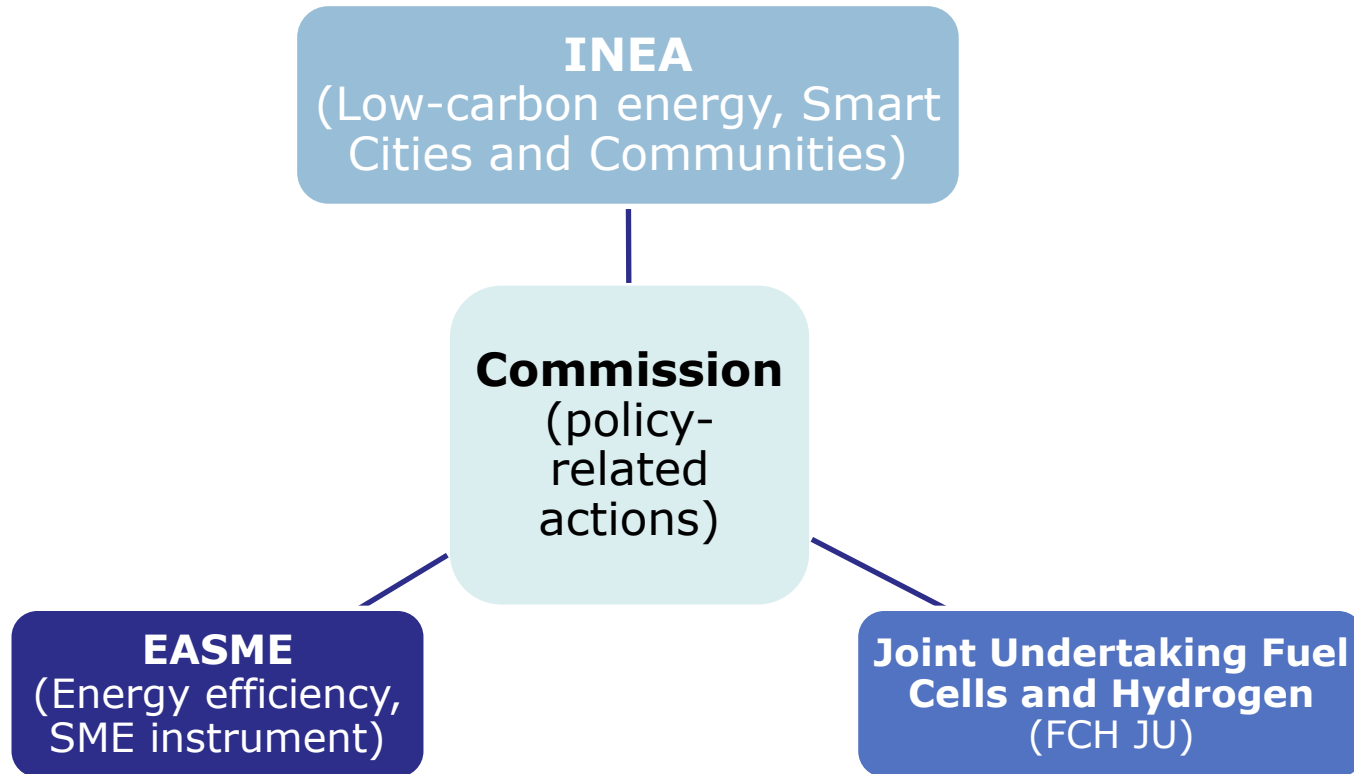 INEA
(Low-carbon energy, Smart
Cities and Communities)
Commission
(policy-
related
actions)
EASME
(Energy efficiency,
SME instrument)
Joint Undertaking Fuel
Cells and Hydrogen
(FCH JU)